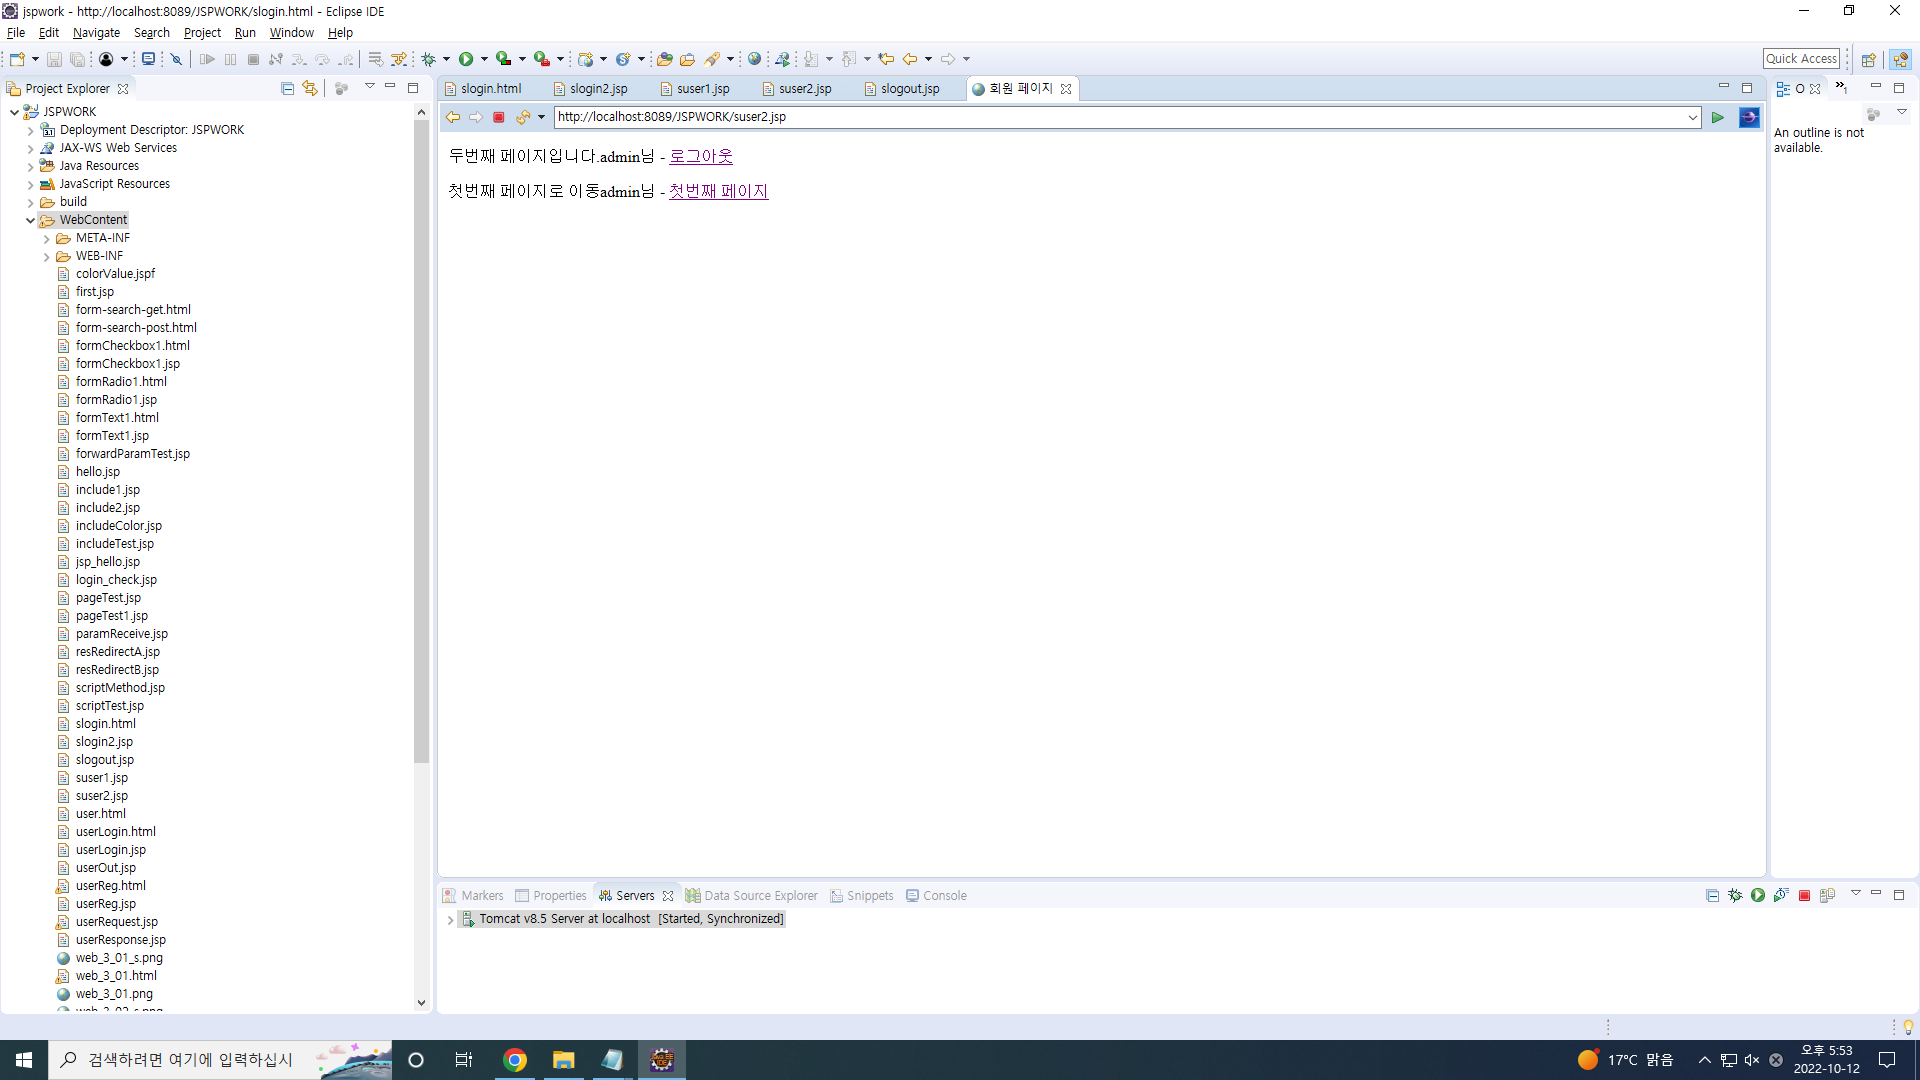 jspwork - http://localhost:8089/JSPWORK/slogin.html - Eclipse IDE
File Edit Navigate Search Project Run Window Help
Quick Access
Project Explorer
JSPWORK
Deployment Descriptor: JSPWORK
JAX-WS Web Services
Java Resources
JavaScript Resources
build
WebContent
META-INF
WEB-INF
colorValue.jspf
first.jsp
form-search-get.html
form-search-post.html
formCheckbox1.html
formCheckbox1.jsp
formRadio1.html
formRadio1.jsp
formText1.html
formText1.jsp
forwardParamTest.jsp
hello.jsp
include1.jsp
include2.jsp
includeColor.jsp
includeTest.jsp
jsp_hello.jsp
login_check.jsp
pageTest.jsp
pageTest1.jsp
paramReceive.jsp
resRedirectA.jsp
resRedirectB.jsp
scriptMethod.jsp
scriptTest.jsp
slogin.html
slogin2.jsp
slogout.jsp
suser1.jsp
suser2.jsp
user.html
userLogin.html
userLogin.jsp
userOut.jsp
userReg.html
userReg.jsp
userRequest.jsp
userResponse.jsp
web_3_01_s.png
web_3_01.html
web_3_01.png
slogin.html slogin2.jsp suser1.jsp suser2.jsp slogout.jsp 회원 페이지
http://localhost:8089/JSPWORK/suser2.jsp
두번째 페이지입니다.admin님 - 로그아웃
첫번째 페이지로 이동admin님 - 첫번째 페이지
O
An outline is not
available.
Markers Properties Servers Data Source Explorer Snippets Console
Tomcat v8.5 Server at localhost [Started, Synchronized]
검색하려면 여기에 입력하십시
17°C 맑음
오후 5:53
2022-10-12